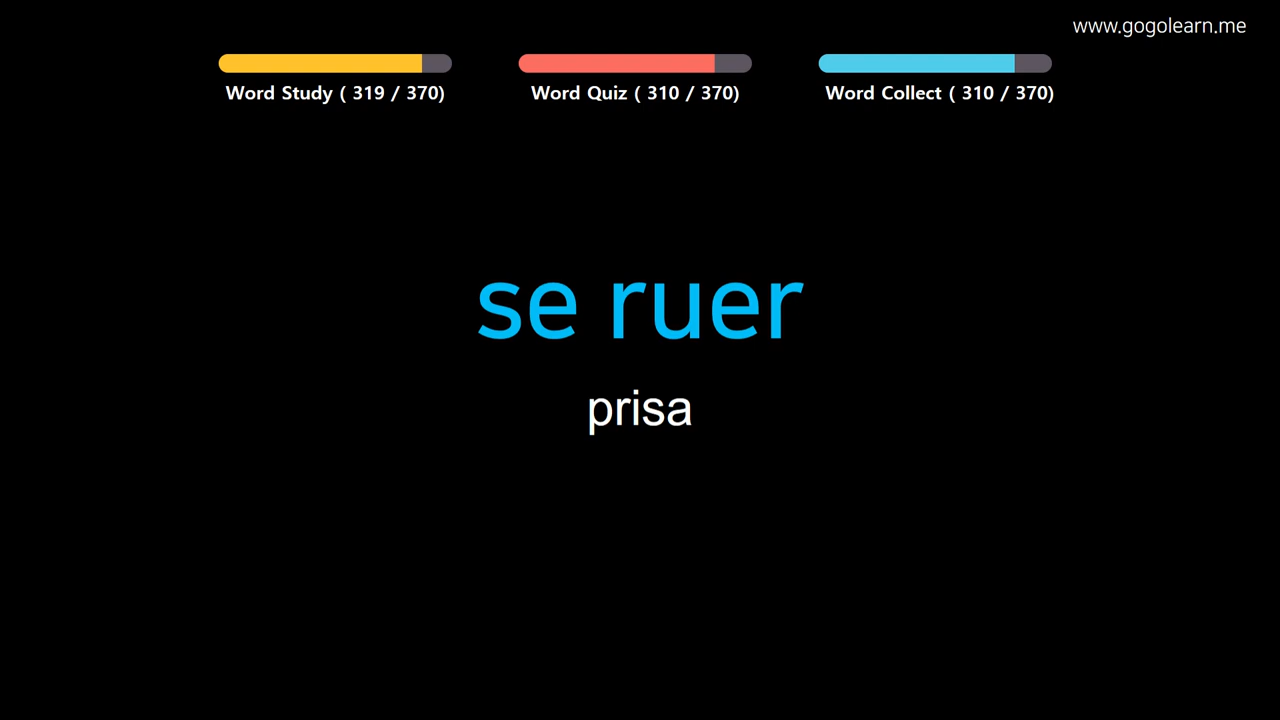 www.gogolearn.me
Word Study ( 319 / 370)
Word Quiz ( 310 / 370)
Word Collect ( 310 / 370)
se ruer
prisa